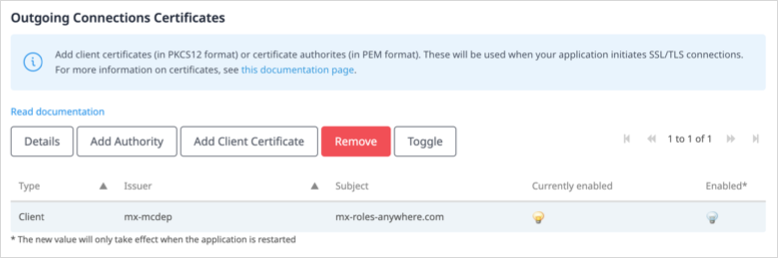 Outgoing Connections Certificates
Add client certificates (in PKCS12 format) or certificate authorites (in PEM format). These will be used when your application initiates SSL/TLS connections.
For more information on certificates, see this documentation page.
Read documentation
Details Add Authority Add Client Certificate Remove Toggle 1 to 1 of 1
Type Issuer Subject Currently enabled Enabled*
Client mx-mcdep mx-roles-anywhere.com
* The new value will only take effect when the application is restarted